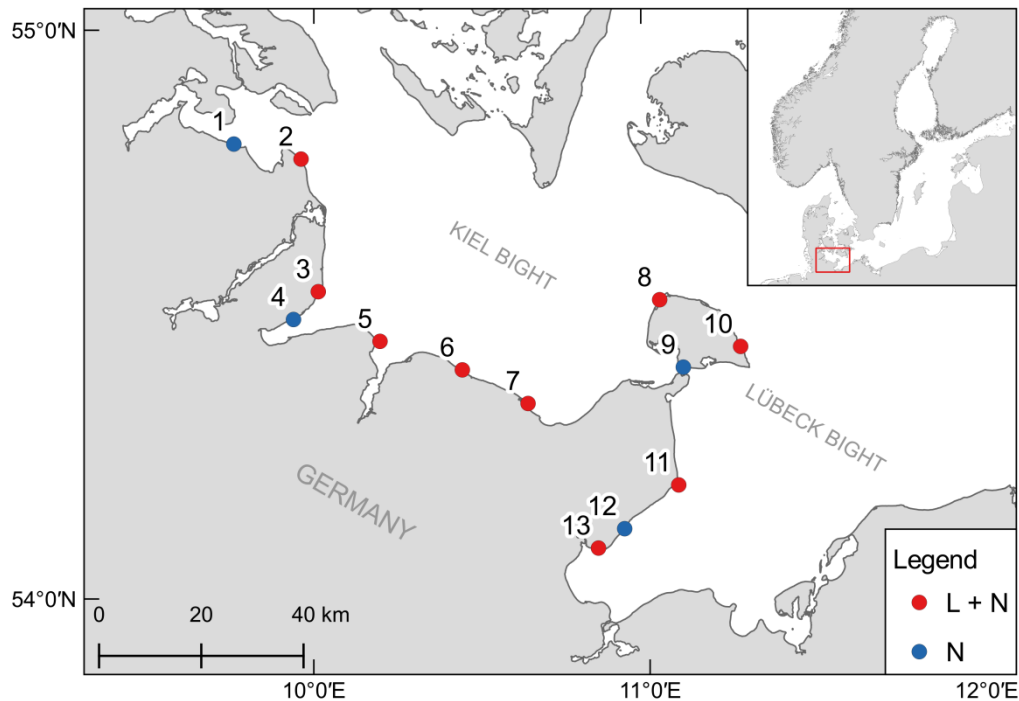 55°0′N
1
2
KIEL BIGHT
3
4
8
5
10
9
6
7
LÜBECK BIGHT
11
GERMANY
12
13
Legend
L + N
N
54°0′N
0 20 40 km
10°0′E 11°0′E 12°0′E